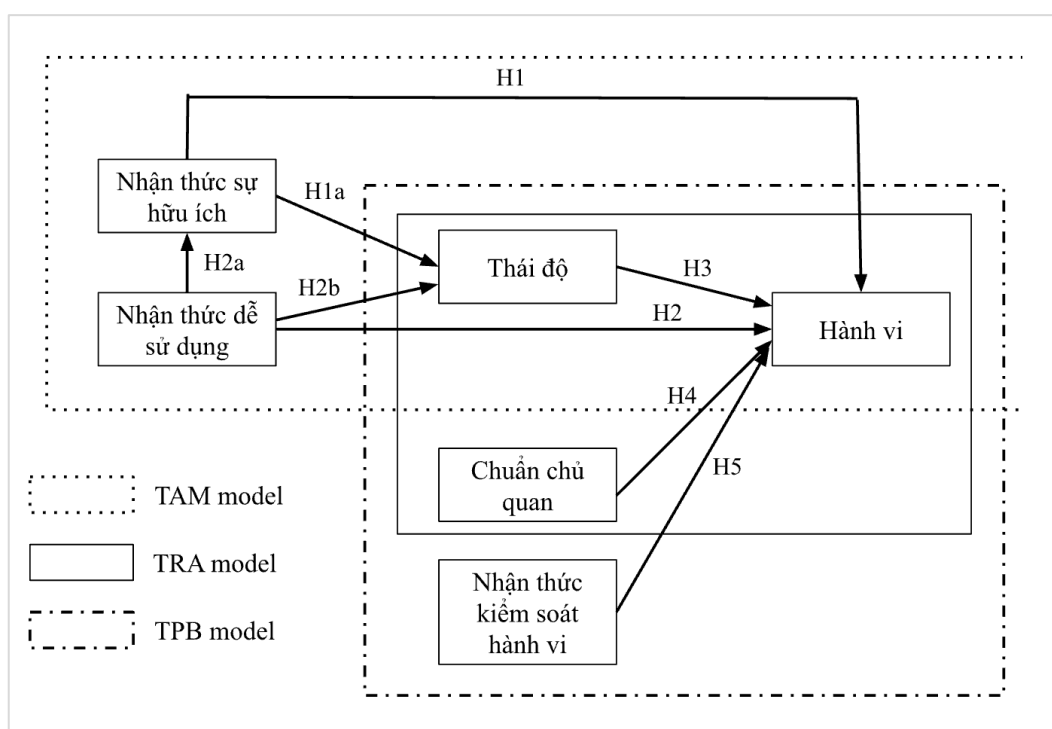 H1
Nhận thức sự
hữu ích
H1a
H2a
Thái độ
H3
H2b
Nhận thức dễ
sử dụng
H2
Hành vi
H4
Chuẩn chủ
quan
H5
Nhận thức
kiểm soát
hành vi
TAM model
TRA model
TPB model